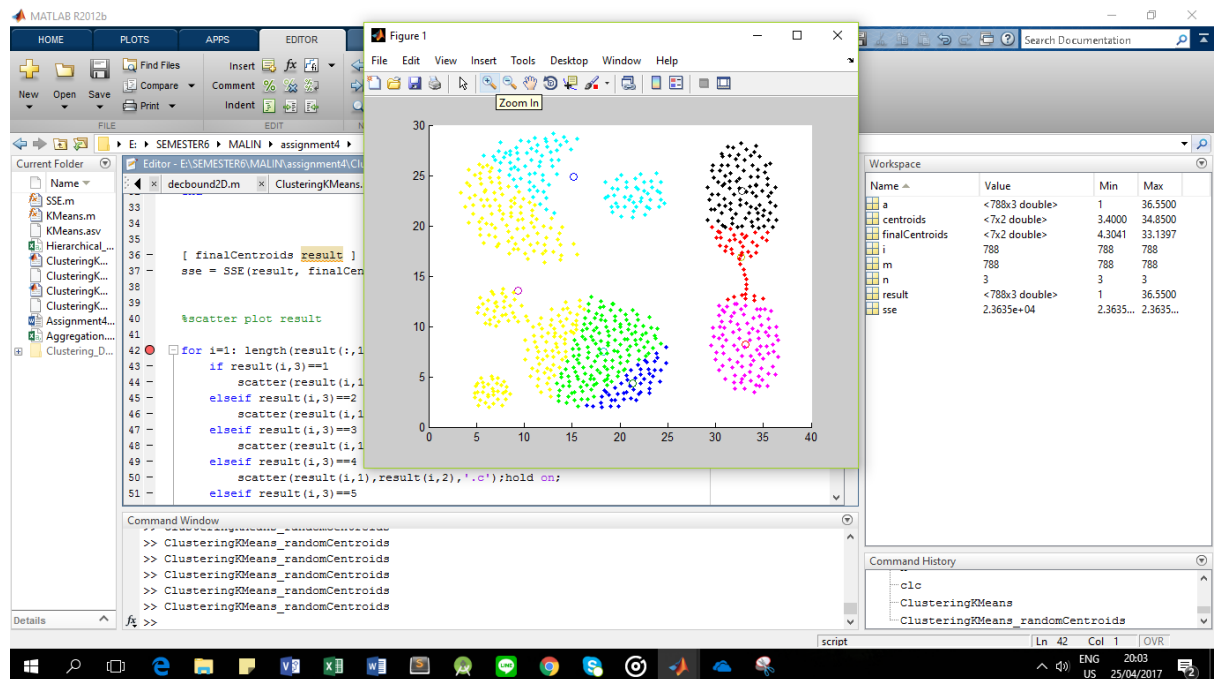 MATLAB R2012b
HOME PLOTS APPS EDITOR
Search Documentation
New Open Save
Find Files
Compare
Print
Insert
Comment
Indent
FILE EDIT
E: SEMESTER6 MALIN assignment4
Current Folder
Name
SSE.m
KMeans.m
KMeans.asv
Hierarchical_...
ClusteringK...
ClusteringK...
ClusteringK...
ClusteringK...
Assignment4...
Aggregation....
Clustering_D...
Details
Editor - E:\SEMESTER6\MALIN\assignment4\Clu
decbound2D.m ClusteringKMeans.
33
34
35
36 - [ finalCentroids result ]
37 - sse = SSE(result, finalCen
38
39
40 %scatter plot result
41
42 for i=1: length(result(:,1
43 - if result(i,3)==1
44 - scatter(result(i,1
45 - elseif result(i,3)==2
46 - scatter(result(i,1
47 - elseif result(i,3)==3
48 - scatter(result(i,1
49 - elseif result(i,3)==4
50 - scatter(result(i,1),result(i,2),'.c');hold on;
51 - elseif result(i,3)==5
Figure 1
File Edit View Insert Tools Desktop Window Help
Zoom In
30
25
20
15
10
5
0
0 5 10 15 20 25 30 35 40
Command Window
>> ClusteringKMeans_randomCentroids
>> ClusteringKMeans_randomCentroids
>> ClusteringKMeans_randomCentroids
>> ClusteringKMeans_randomCentroids
>> ClusteringKMeans_randomCentroids
>> ClusteringKMeans_randomCentroids
fx >>
Workspace
Name Value Min Max
a <788x3 double> 1 36.5500
centroids <7x2 double> 3.4000 34.8500
finalCentroids <7x2 double> 4.3041 33.1397
i 788 788 788
m 788 788 788
n 3 3 3
result <788x3 double> 1 36.5500
sse 2.3635e+04 2.3635... 2.3635...
Command History
clc
ClusteringKMeans
ClusteringKMeans_randomCentroids
script Ln 42 Col 1 OVR
ENG 20:03
US 25/04/2017